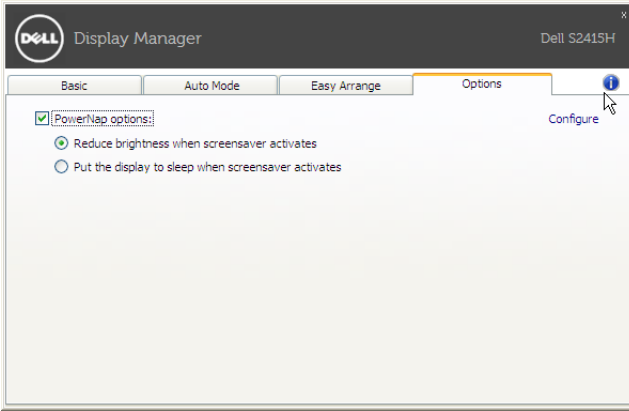 DELL Display Manager Dell S2415H
x
Basic Auto Mode Easy Arrange Options i
PowerNap options: Configure
Reduce brightness when screensaver activates
Put the display to sleep when screensaver activates